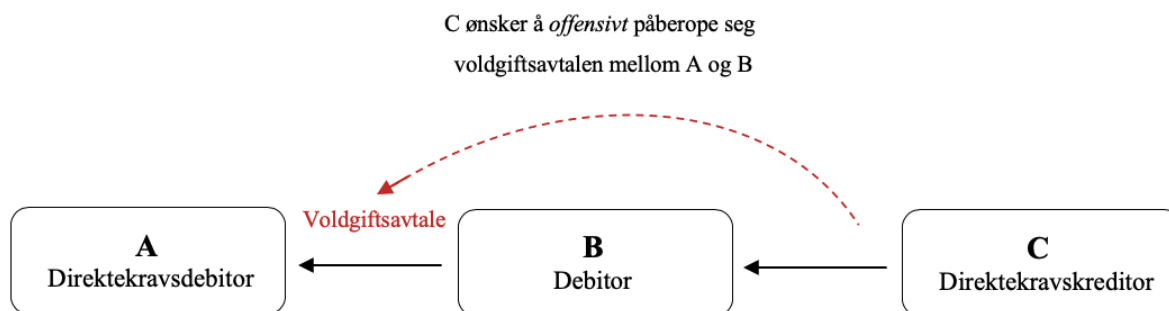 C ønsker å offensivt påberope seg
voldgiftsavtalen mellom A og B
Voldgiftsavtale
A
Direktekravsdebitor
B
Debitor
C
Direktekravskreditor